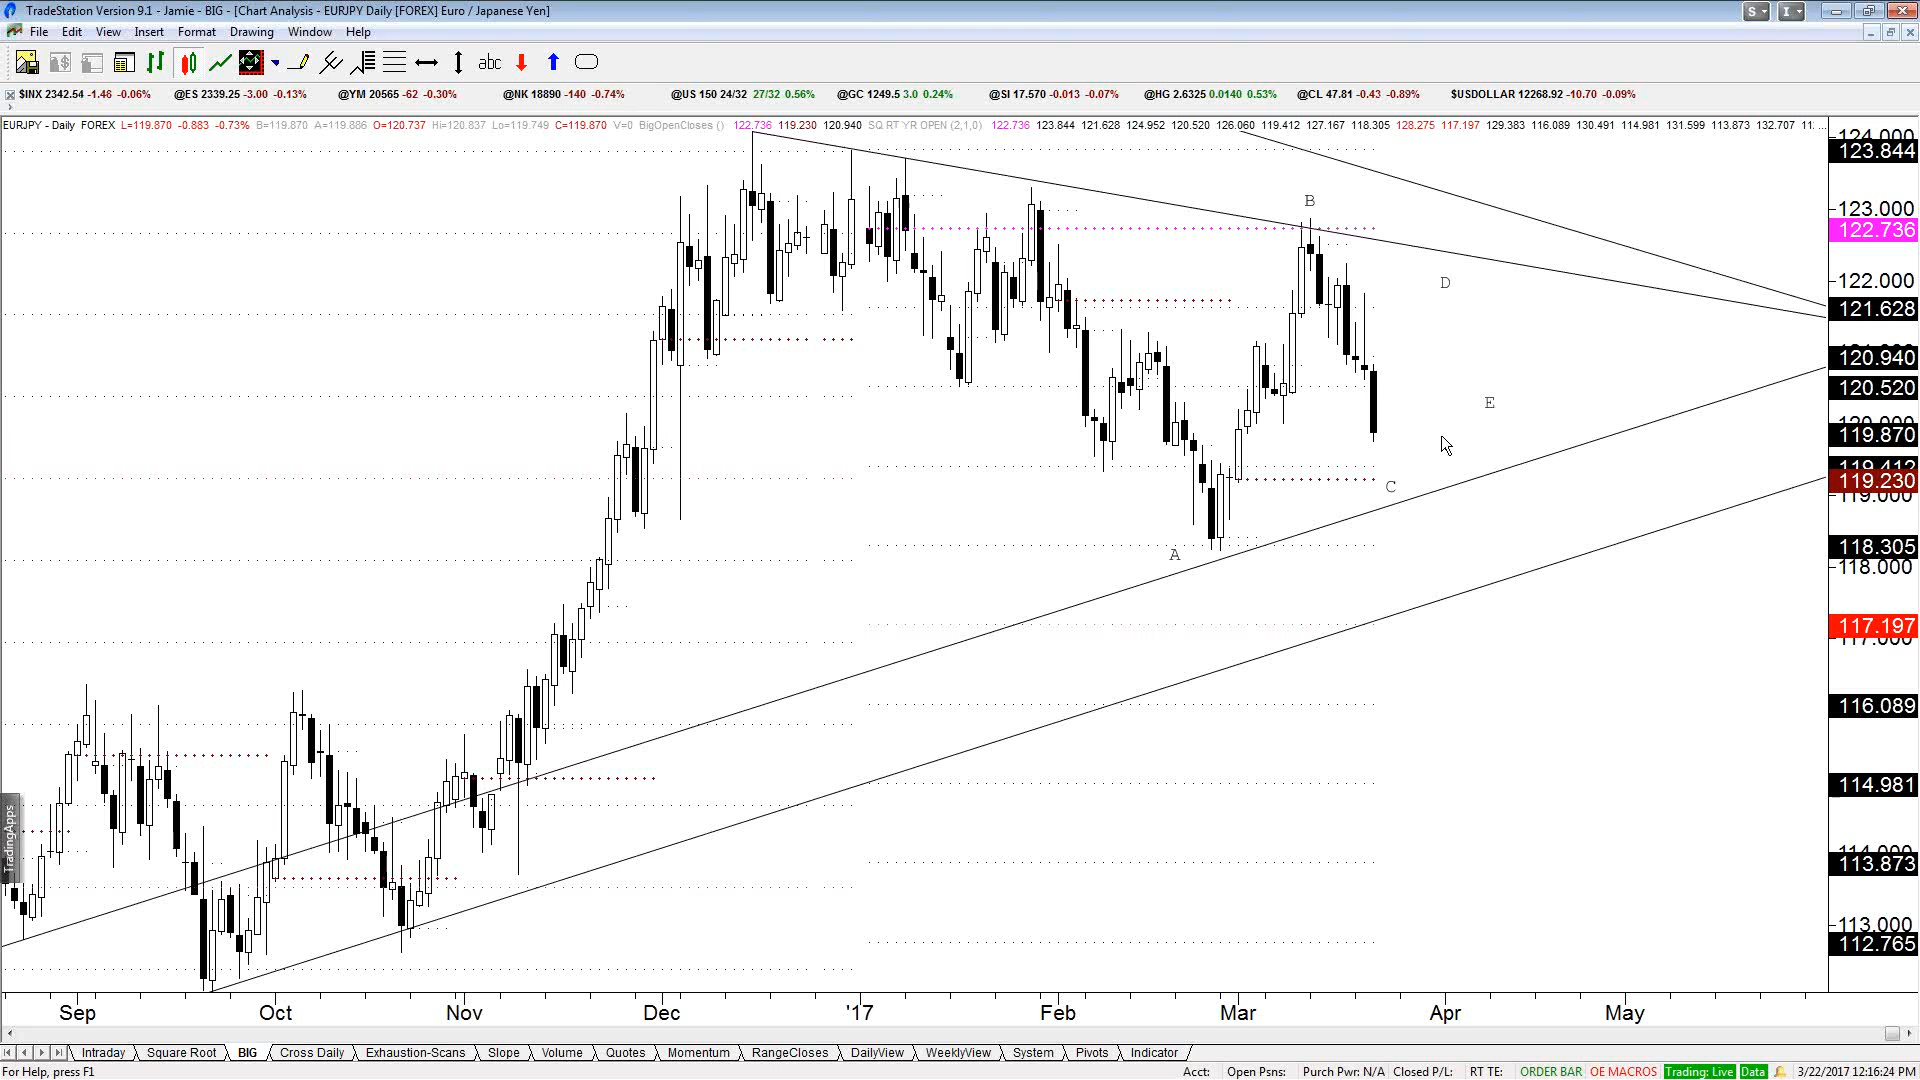 TradeStation Version 9.1 - Jamie - BIG - [Chart Analysis - EURJPY Daily [FOREX] Euro / Japanese Yen]
S I
File Edit View Insert Format Drawing Window Help
abc
$INX 2342.54 -1.46 -0.06% @ES 2339.25 -3.00 -0.13% @YM 20565 -62 -0.30% @NK 18890 -140 -0.74% @US 150 24/32 27/32 0.56% @GC 1249.5 3.0 0.24% @SI 17.570 -0.013 -0.07% @HG 2.6325 0.0140 0.53% @CL 47.81 -0.43 -0.89% $USDOLLAR 12268.92 -10.70 -0.09%
EURJPY - Daily FOREX L=119.870 -0.883 -0.73% B=119.870 A=119.886 O=120.737 Hi=120.837 Lo=119.749 C=119.870 V=0 BigOpenCloses () 122.736 119.230 120.940 SQ RT YR OPEN (2,1,0) 122.736 123.844 121.628 124.952 120.520 126.060 119.412 127.167 118.305 128.275 117.197 129.383 116.089 130.491 114.981 131.599 113.873 132.707 11. ...
124.000
123.844
B
123.000
122.736
D
122.000
121.628
120.940
120.520
E
120.000
119.870
119.412
119.230
C
119.000
118.305
A
118.000
117.197
117.000
116.089
114.981
TradingApps
114.000
113.873
113.000
112.765
Sep Oct Nov Dec '17 Feb Mar Apr May
Intraday Square Root BIG Cross Daily Exhaustion-Scans Slope Volume Quotes Momentum RangeCloses DailyView WeeklyView System Pivots Indicator
For Help, press F1 Acct: Open Psns: Purch Pwr: N/A Closed P/L: RT TE: ORDER BAR OE MACROS Trading: Live Data 3/22/2017 12:16:24 PM